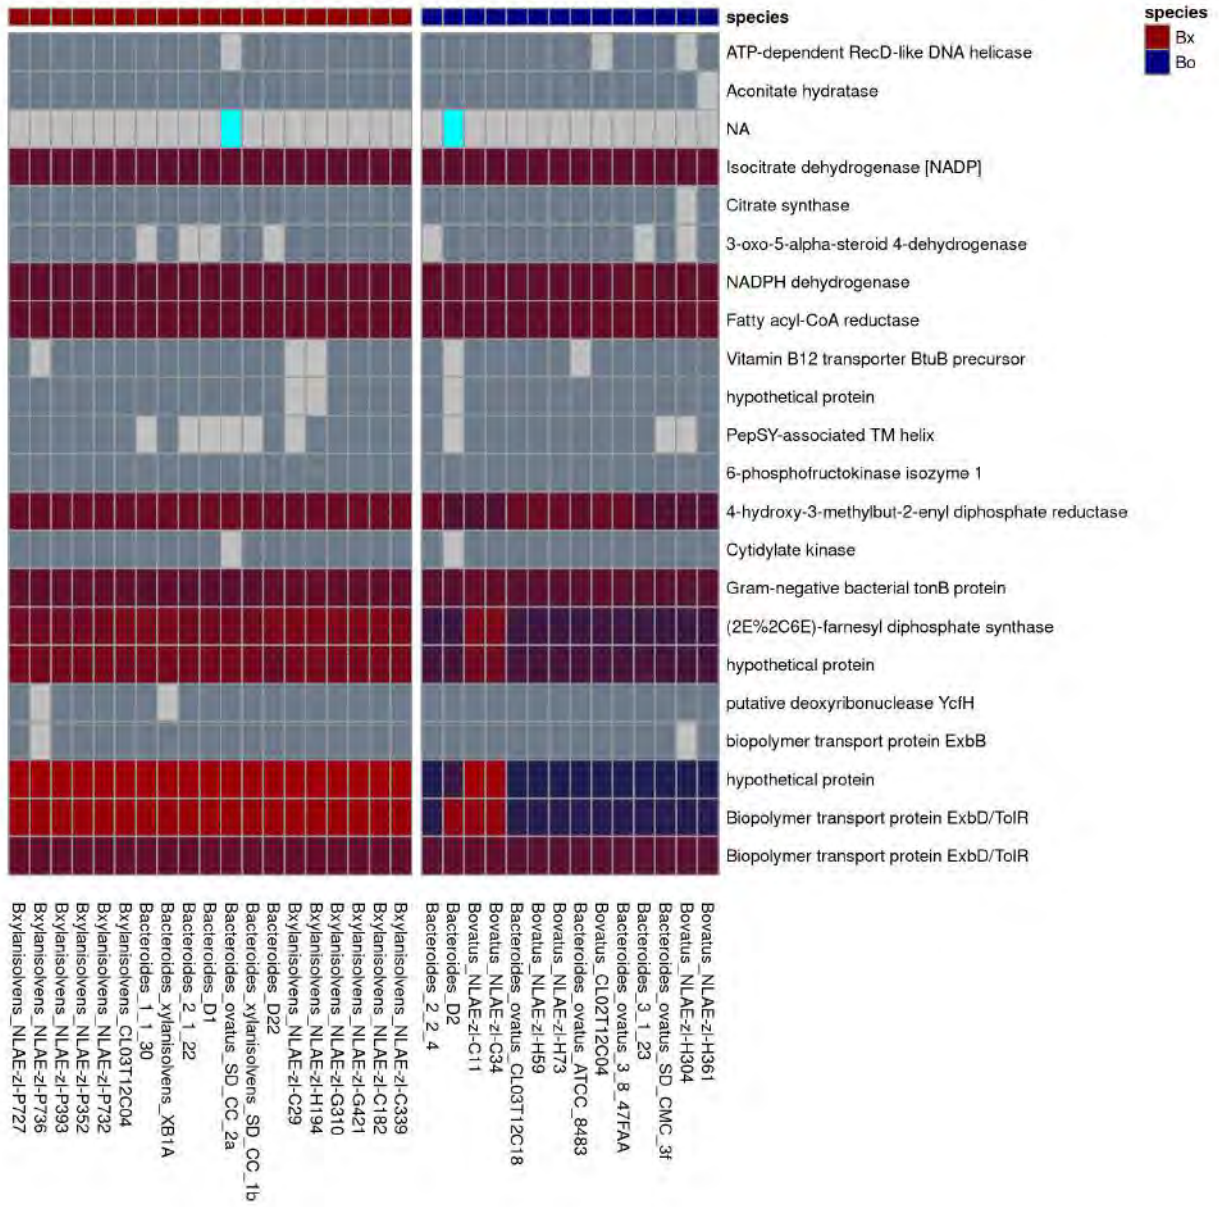 species
species
Bx
Bo
ATP-dependent RecD-like DNA helicase
Aconitate hydratase
NA
Isocitrate dehydrogenase [NADP]
Citrate synthase
3-oxo-5-alpha-steroid 4-dehydrogenase
NADPH dehydrogenase
Fatty acyl-CoA reductase
Vitamin B12 transporter BtuB precursor
hypothetical protein
PepSY-associated TM helix
6-phosphofructokinase isozyme 1
4-hydroxy-3-methylbut-2-enyl diphosphate reductase
Cytidylate kinase
Gram-negative bacterial tonB protein
(2E%2C6E)-farnesyl diphosphate synthase
hypothetical protein
putative deoxyribonuclease YcfH
biopolymer transport protein ExbB
hypothetical protein
Biopolymer transport protein ExbD/TolR
Biopolymer transport protein ExbD/TolR
Bxylanisolvens_NLAE-zl-P727
Bxylanisolvens_NLAE-zl-P736
Bxylanisolvens_NLAE-zl-P393
Bxylanisolvens_NLAE-zl-P352
Bxylanisolvens_NLAE-zl-P732
Bxylanisolvens_CL03T12C04
Bacteroides_1_1_30
Bacteroides_xylanisolvens_XB1A
Bacteroides_2_1_22
Bacteroides_D1
Bacteroides_ovatus_SD_CC_2a
Bacteroides_xylanisolvens_SD_CC_1b
Bacteroides_D22
Bxylanisolvens_NLAE-zl-C29
Bxylanisolvens_NLAE-zl-H194
Bxylanisolvens_NLAE-zl-G310
Bxylanisolvens_NLAE-zl-G421
Bxylanisolvens_NLAE-zl-C182
Bxylanisolvens_NLAE-zl-C339
Bacteroides_2_2_4
Bacteroides_D2
Bovatus_NLAE-zl-C11
Bovatus_NLAE-zl-C34
Bacteroides_ovatus_CL03T12C18
Bovatus_NLAE-zl-H59
Bovatus_NLAE-zl-H73
Bacteroides_ovatus_ATCC_8483
Bovatus_CL02T12C04
Bacteroides_ovatus_3_8_47FAA
Bacteroides_3_1_23
Bacteroides_ovatus_SD_CMC_3f
Bovatus_NLAE-zl-H304
Bovatus_NLAE-zl-H361